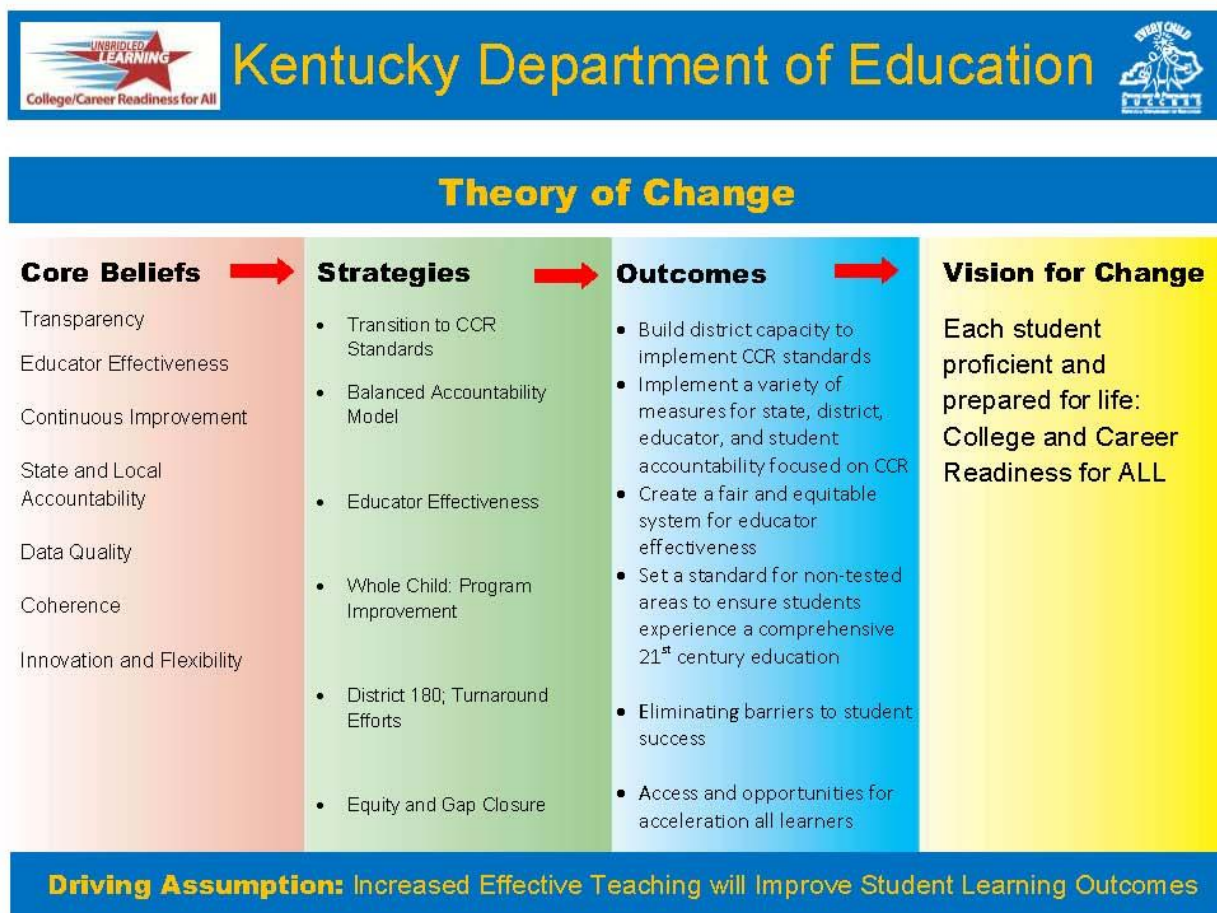 UNBRIDLED
LEARNING
College/Career Readiness for All
Kentucky Department of Education
EVERY CHILD
SUCCESS
Theory of Change
Core Beliefs
Transparency
Educator Effectiveness
Continuous Improvement
State and Local
Accountability
Data Quality
Coherence
Innovation and Flexibility
Strategies
• Transition to CCR
Standards
• Balanced Accountability
Model
• Educator Effectiveness
• Whole Child: Program
Improvement
• District 180; Turnaround
Efforts
• Equity and Gap Closure
Outcomes
• Build district capacity to
implement CCR standards
• Implement a variety of
measures for state, district,
educator, and student
accountability focused on CCR
• Create a fair and equitable
system for educator
effectiveness
• Set a standard for non-tested
areas to ensure students
experience a comprehensive
21st century education
• Eliminating barriers to student
success
• Access and opportunities for
acceleration all learners
Vision for Change
Each student
proficient and
prepared for life:
College and Career
Readiness for ALL
Driving Assumption: Increased Effective Teaching will Improve Student Learning Outcomes